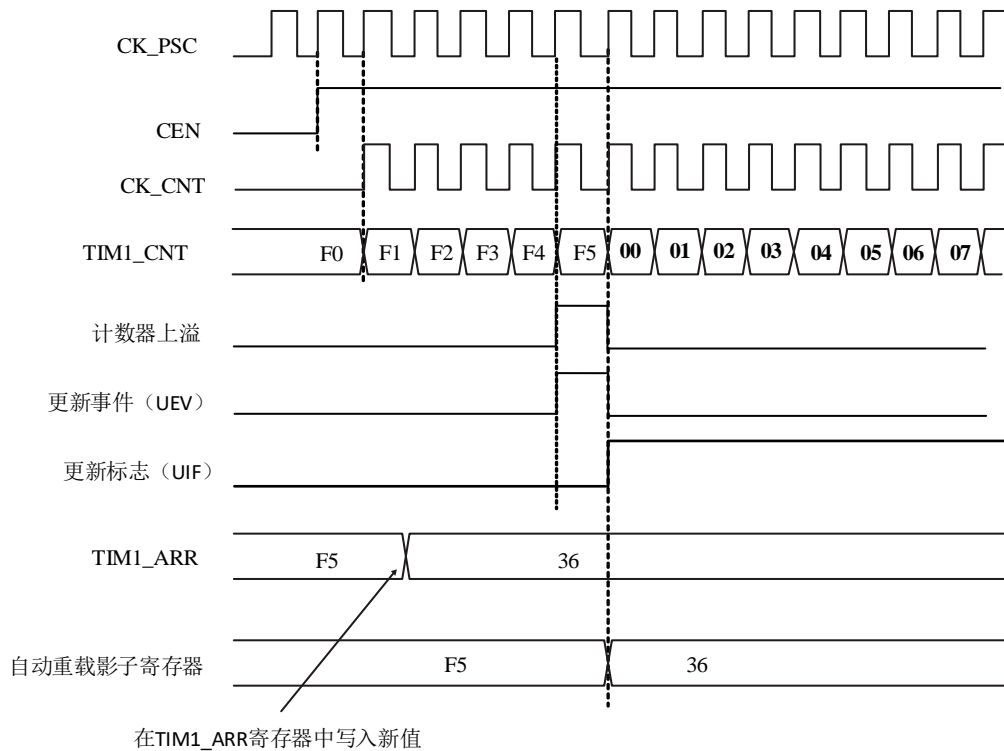 CK_PSC
CEN
CK_CNT
TIM1_CNT F0 F1 F2 F3 F4 F5 00 01 02 03 04 05 06 07
计数器上溢
更新事件（UEV）
更新标志（UIF）
TIM1_ARR F5 36
自动重载影子寄存器 F5 36
在TIM1_ARR寄存器中写入新值